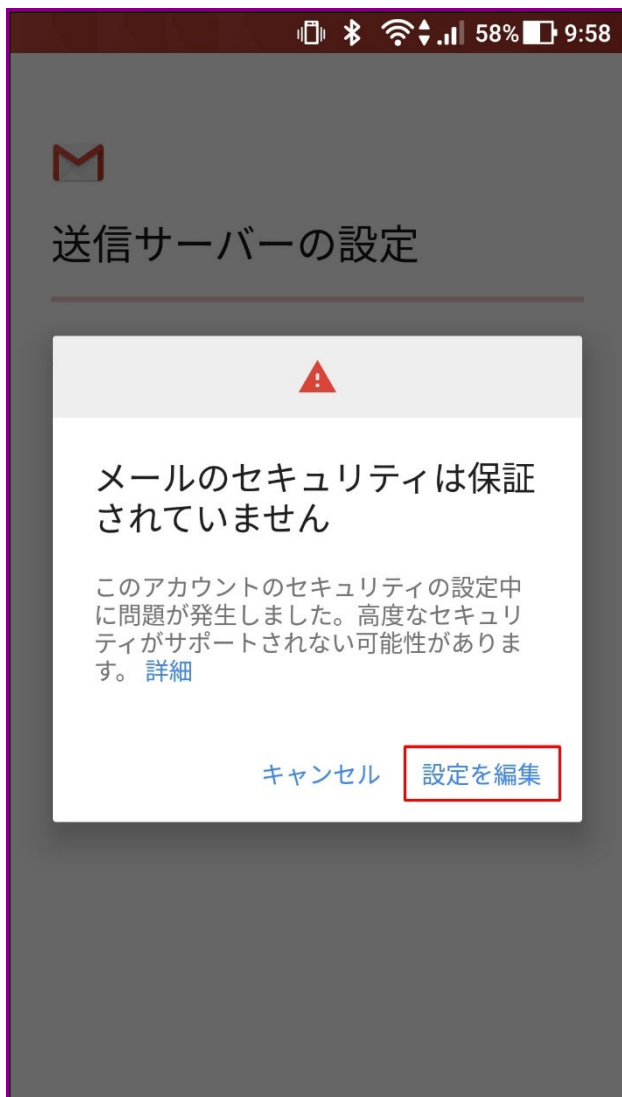 58% 9:58
送信サーバーの設定
メールのセキュリティは保証
されていません
このアカウントのセキュリティの設定中
に問題が発生しました。高度なセキュリ
ティがサポートされない可能性がありま
す。 詳細
キャンセル 設定を編集